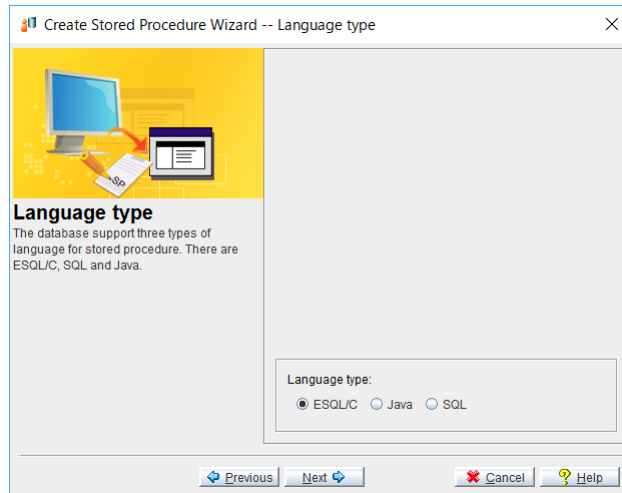 Create Stored Procedure Wizard -- Language type
SP
Language type
The database support three types of
language for stored procedure. There are
ESQL/C, SQL and Java.
Language type:
ESQL/C Java SQL
Previous Next Cancel Help